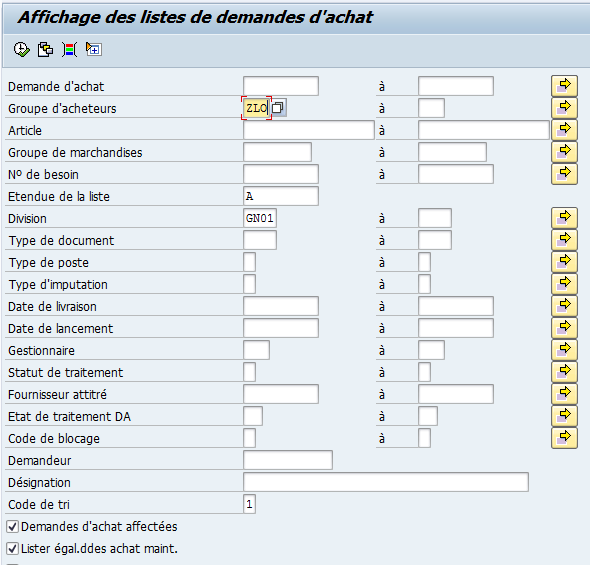 Affichage des listes de demandes d'achat
Demande d'achat à
Groupe d'acheteurs ZLO à
Article à
Groupe de marchandises à
Nº de besoin à
Etendue de la liste A
Division GN01 à
Type de document à
Type de poste à
Type d'imputation à
Date de livraison à
Date de lancement à
Gestionnaire à
Statut de traitement à
Fournisseur attitré à
Etat de traitement DA à
Code de blocage à
Demandeur
Désignation
Code de tri 1
Demandes d'achat affectées
Lister égal.ddes achat maint.